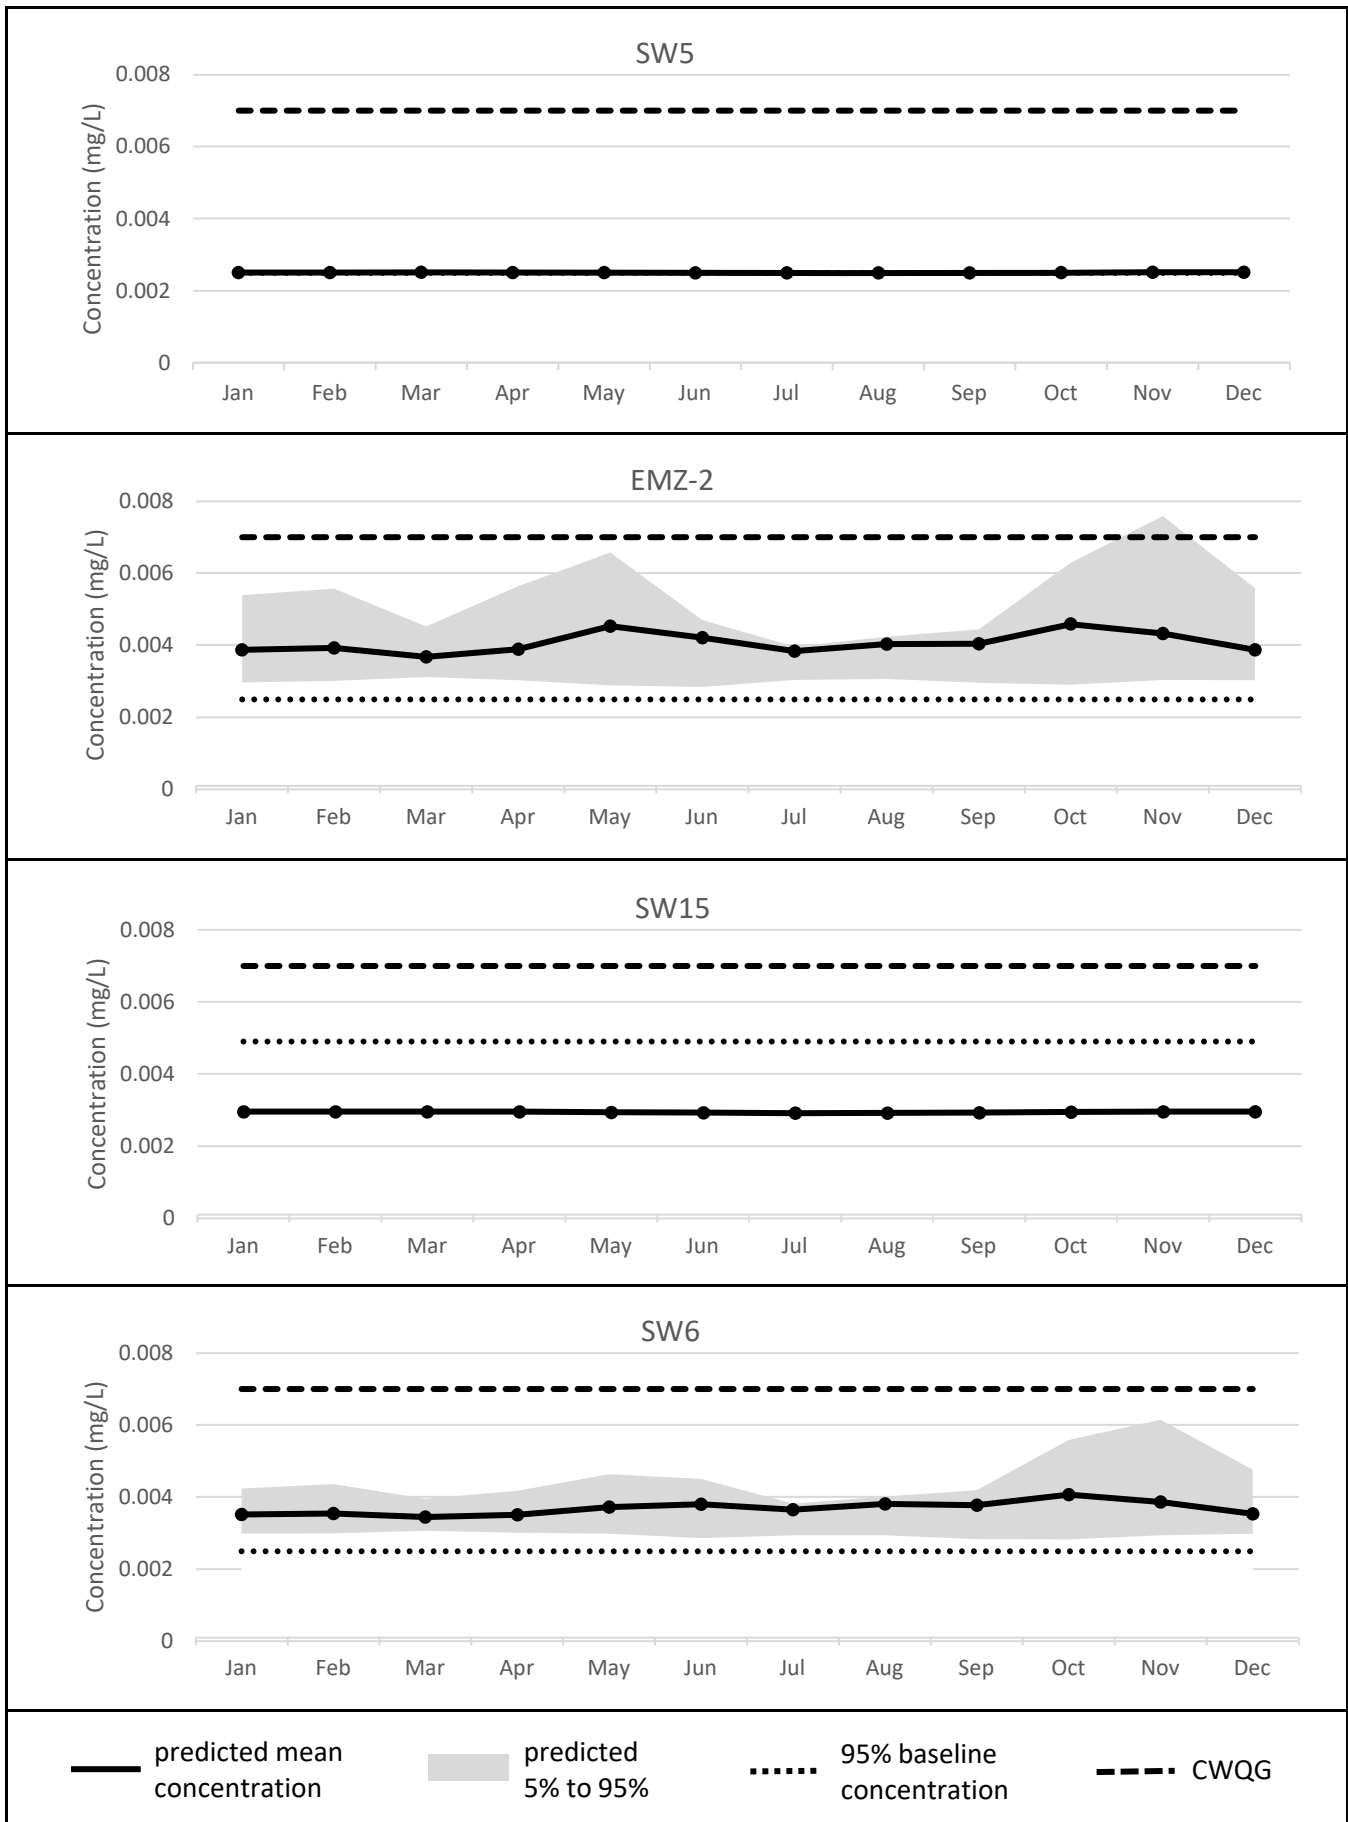 SW5
Concentration (mg/L)
0.008
0.006
0.004
0.002
0
Jan Feb Mar Apr May Jun Jul Aug Sep Oct Nov Dec
EMZ-2
Concentration (mg/L)
0.008
0.006
0.004
0.002
0
Jan Feb Mar Apr May Jun Jul Aug Sep Oct Nov Dec
SW15
Concentration (mg/L)
0.008
0.006
0.004
0.002
0
Jan Feb Mar Apr May Jun Jul Aug Sep Oct Nov Dec
SW6
Concentration (mg/L)
0.008
0.006
0.004
0.002
0
Jan Feb Mar Apr May Jun Jul Aug Sep Oct Nov Dec
predicted mean
concentration
predicted
5% to 95%
95% baseline
concentration
CWQG